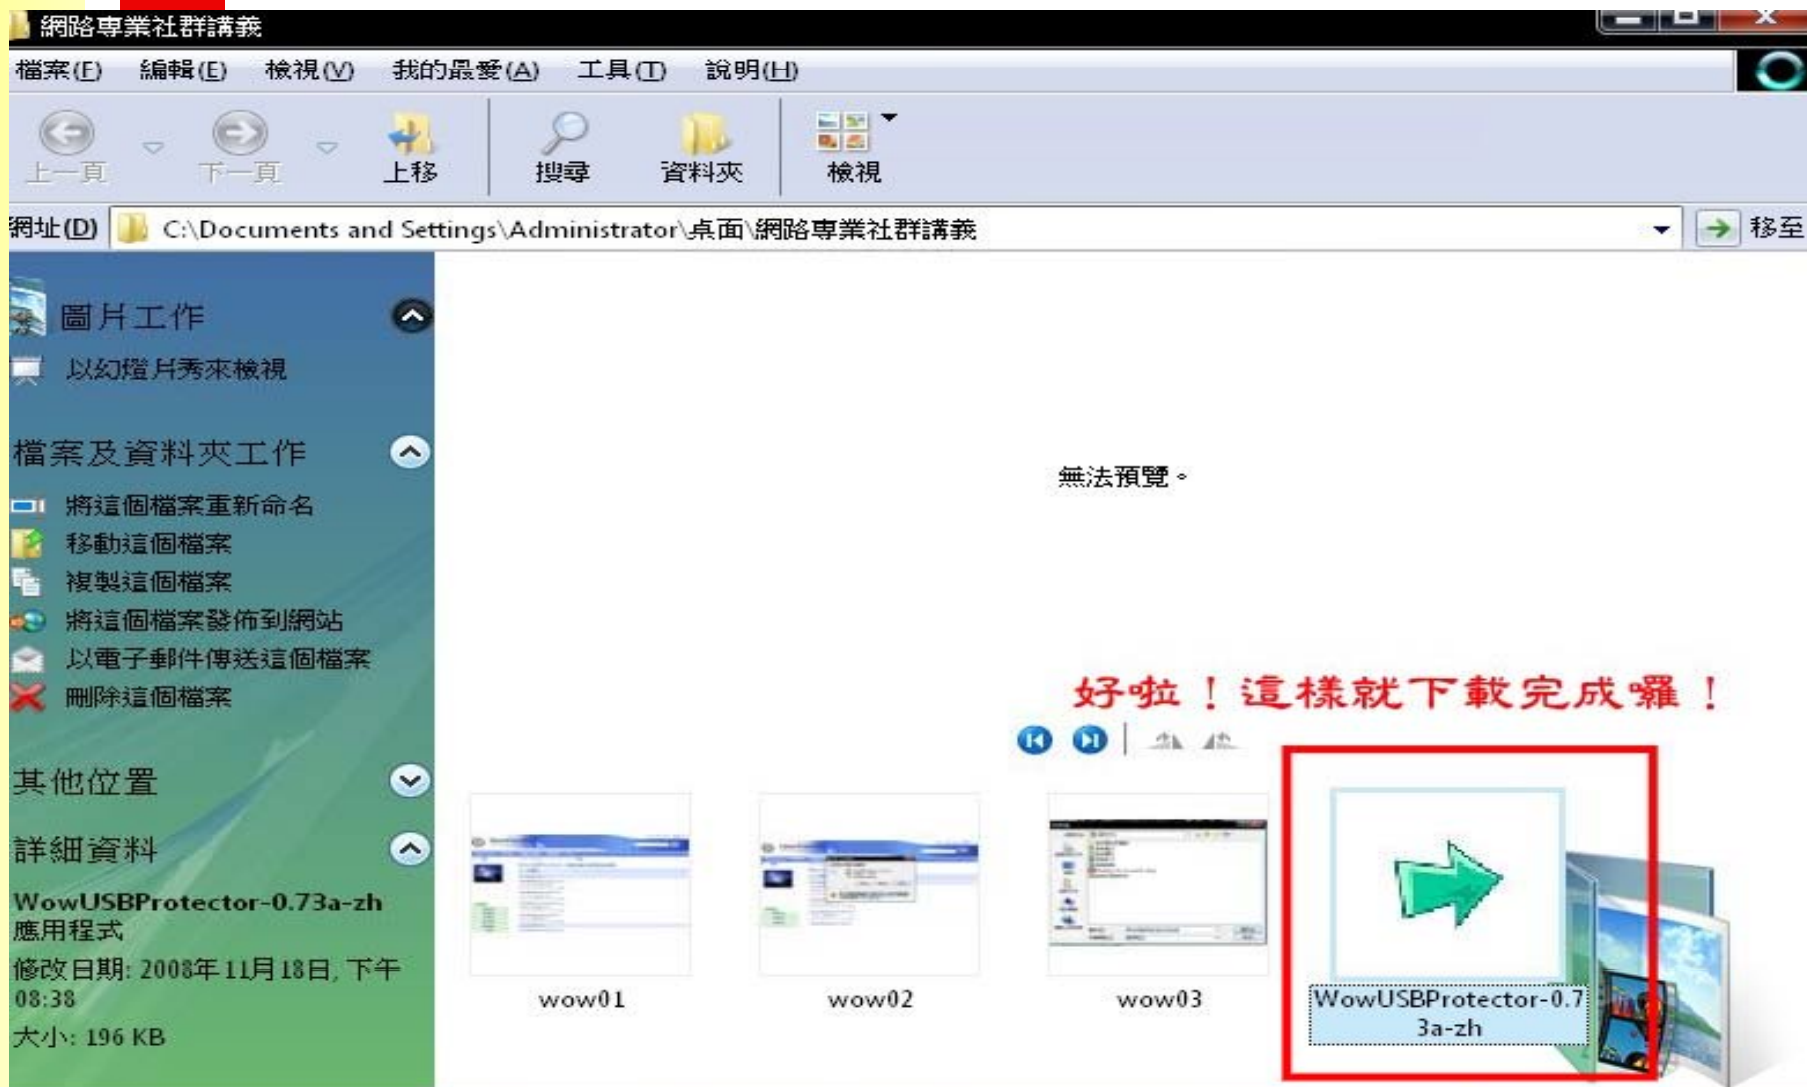 網路專業社群講義
檔案(F) 編輯(E) 檢視(V) 我的最愛(A) 工具(T) 說明(H)
上一頁 下一頁 上移 搜尋 資料夾 檢視
網址(D) C:\Documents and Settings\Administrator\桌面\網路專業社群講義 移至
圖片工作
以幻燈片秀來檢視
檔案及資料夾工作
將這個檔案重新命名
移動這個檔案
複製這個檔案
將這個檔案發佈到網站
以電子郵件傳送這個檔案
刪除這個檔案
其他位置
詳細資料
WowUSBProtector-0.73a-zh
應用程式
修改日期: 2008年11月18日, 下午
08:38
大小: 196 KB
無法預覽。
好啦！這樣就下載完成囉！
wow01
wow02
wow03
WowUSBProtector-0.7
3a-zh